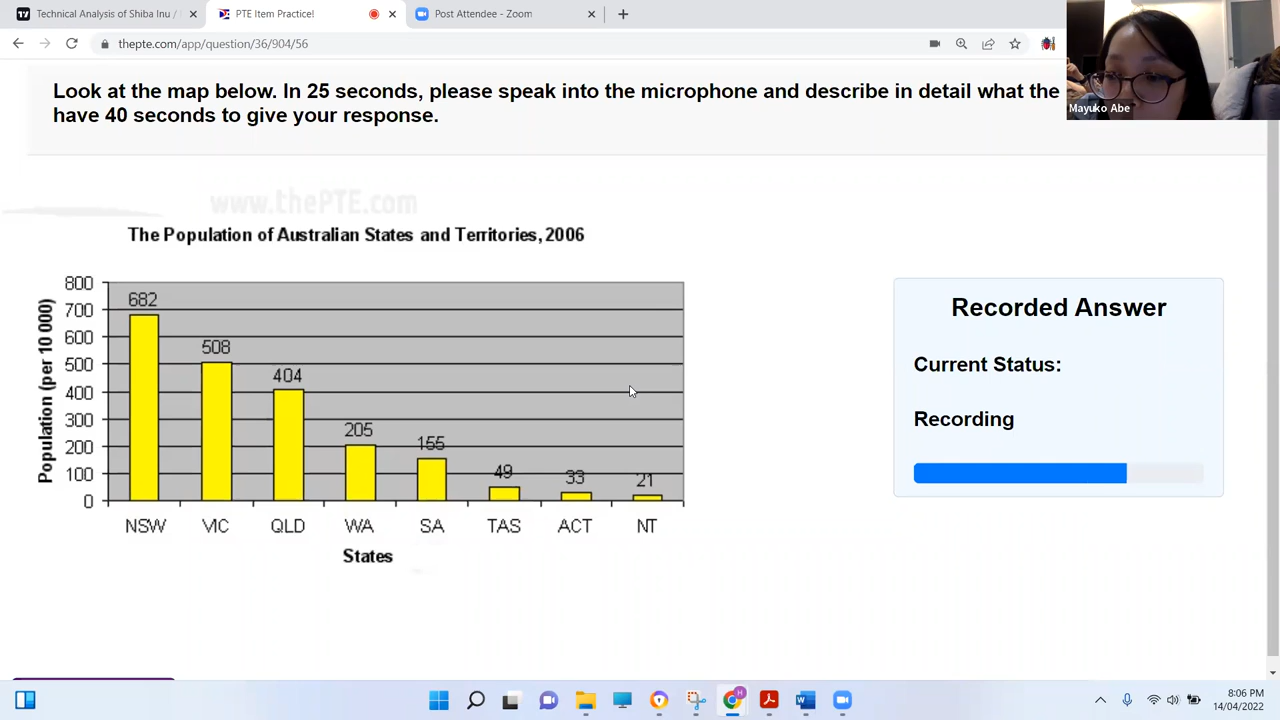 Technical Analysis of Shiba Inu /
PTE Item Practice!
Post Attendee - Zoom
thepte.com/app/question/36/904/56
Mayuko Abe
Look at the map below. In 25 seconds, please speak into the microphone and describe in detail what the
have 40 seconds to give your response.
www.thePTE.com
The Population of Australian States and Territories, 2006
Population (per 10 000)
800
700
600
500
400
300
200
100
0
682
508
404
205
155
49
33
21
NSW VIC QLD WA SA TAS ACT NT
States
Recorded Answer
Current Status:
Recording
8:06 PM
14/04/2022